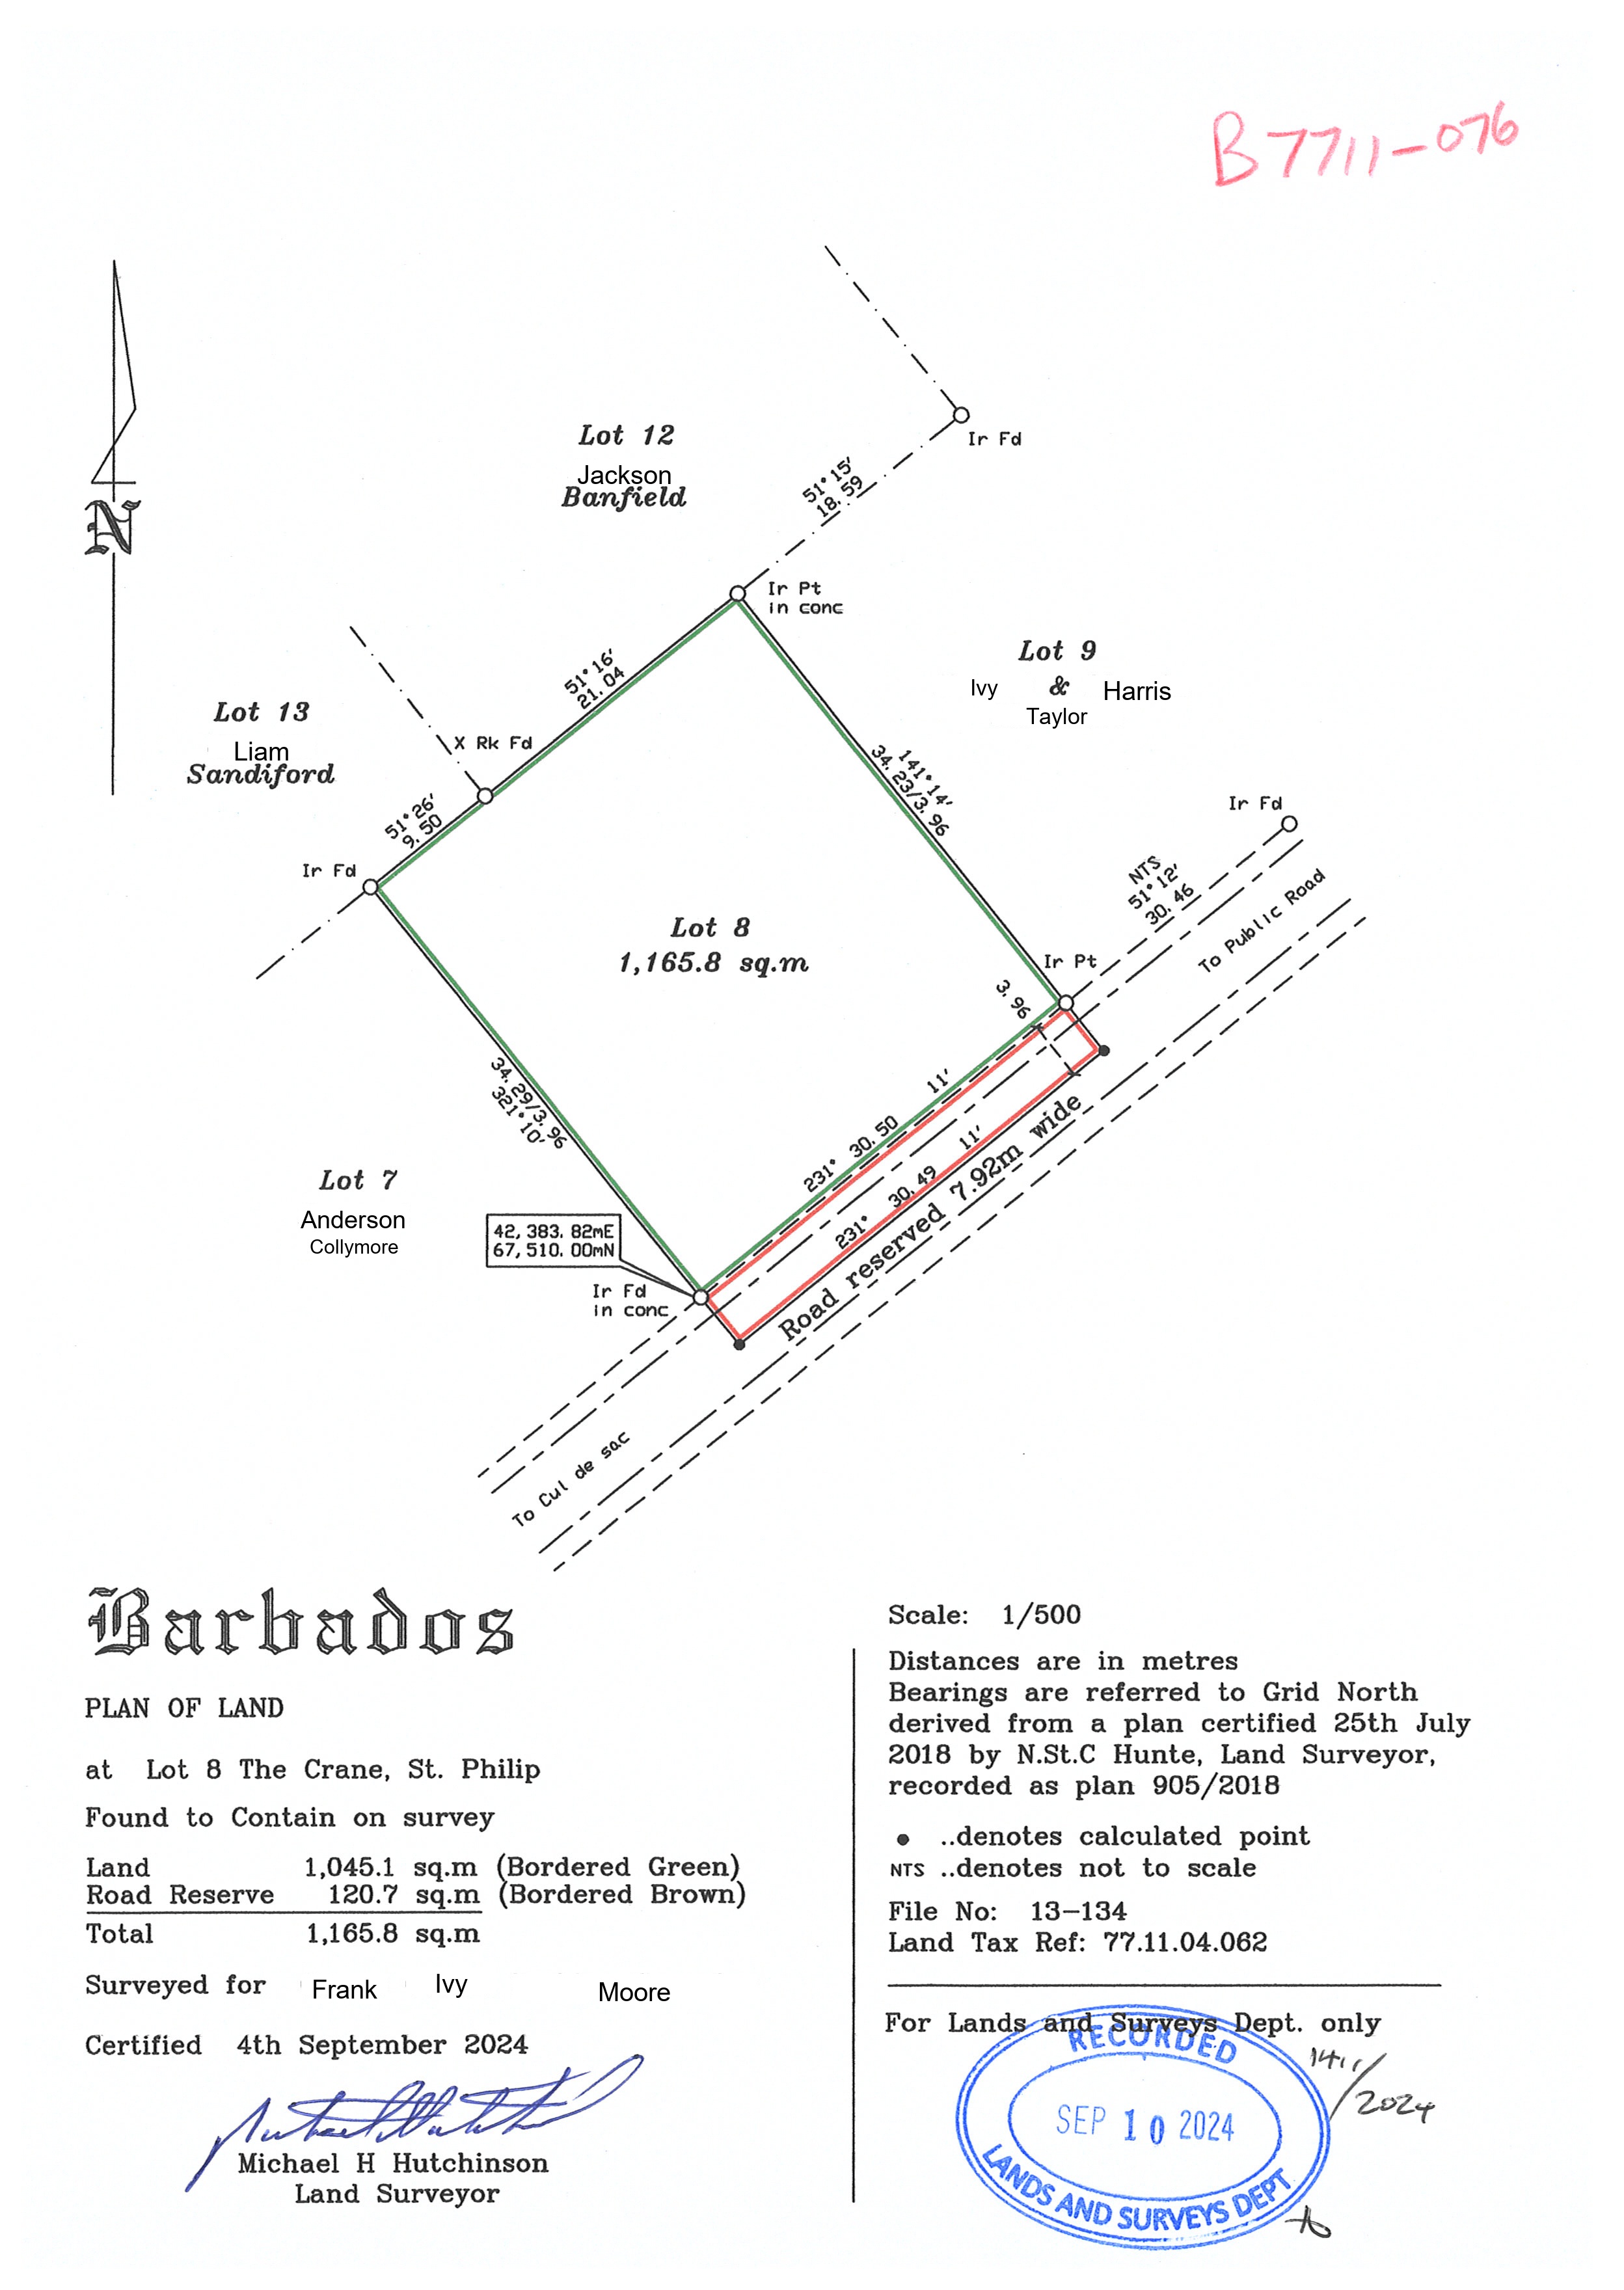 B7711-076
Ir Fd
Lot 12
Jackson
Banfield
51°15'
18.59
N
Ir Pt
in conc
51°16'
21.04
Lot 9
Ivy & Harris
Taylor
Lot 13
Liam
Sandiford
X Rk Fd
141°14'
34.23/3.96
51°26'
9.50
Ir Fd
Ir Fd
NTS
51°12'
30.46
To Public Road
Lot 8
1,165.8 sq.m
Ir Pt
3.96
34.29/3.96
321°10'
231° 30.50 11'
231° 30.49 11'
Road reserved 7.92m wide
Lot 7
Anderson
Collymore
42,383.82mE
67,510.00mN
Ir Fd
in conc
To Cul de sac
Barbados
PLAN OF LAND
at Lot 8 The Crane, St. Philip
Found to Contain on survey
Land 1,045.1 sq.m (Bordered Green)
Road Reserve 120.7 sq.m (Bordered Brown)
Total 1,165.8 sq.m
Surveyed for Frank Ivy Moore
Certified 4th September 2024
Michael H Hutchinson
Land Surveyor
Scale: 1/500
Distances are in metres
Bearings are referred to Grid North
derived from a plan certified 25th July
2018 by N.St.C Hunte, Land Surveyor,
recorded as plan 905/2018
● ..denotes calculated point
NTS ..denotes not to scale
File No: 13-134
Land Tax Ref: 77.11.04.062
For Lands and Surveys Dept. only
RECORDED
SEP 10 2024
LANDS AND SURVEYS DEPT
/2024